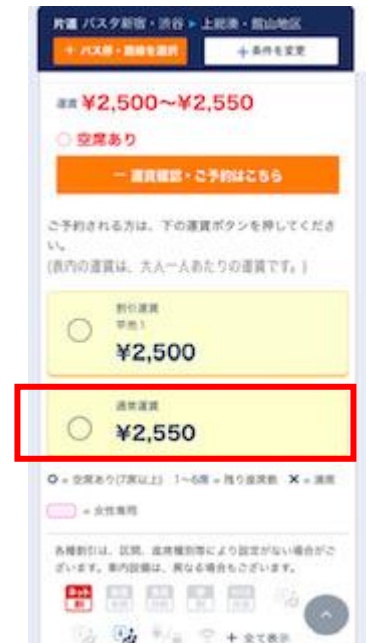 片道 バスタ新宿・渋谷 ▶ 上総湊・館山地区
+ バス停・路線を選択
+ 条件を変更
運賃 ¥2,500～¥2,550
○ 空席あり
－ 運賃確認・ご予約はこちら
ご予約される方は、下の運賃ボタンを押してくださ
い。
(表内の運賃は、大人一人あたりの運賃です。)
割引運賃
早売1
¥2,500
通常運賃
¥2,550
○ = 空席あり(7席以上) 1～6席 = 残り座席数 ✕ = 満席
= 女性専用
各種割引は、区間、座席種別等により設定がない場合がご
ざいます。車内設備は、異なる場合もございます。
ネット
割
+ 全て表示